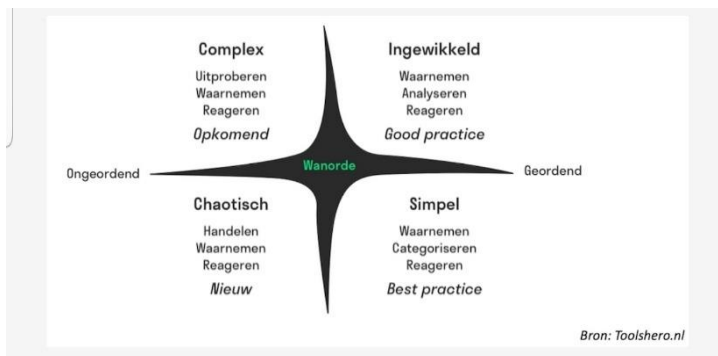 Complex
Uitproberen
Waarnemen
Reageren
Opkomend
Ingewikkeld
Waarnemen
Analyseren
Reageren
Good practice
Ongeordend
Wanorde
Geordend
Chaotisch
Handelen
Waarnemen
Reageren
Nieuw
Simpel
Waarnemen
Categoriseren
Reageren
Best practice
Bron: Toolshero.nl